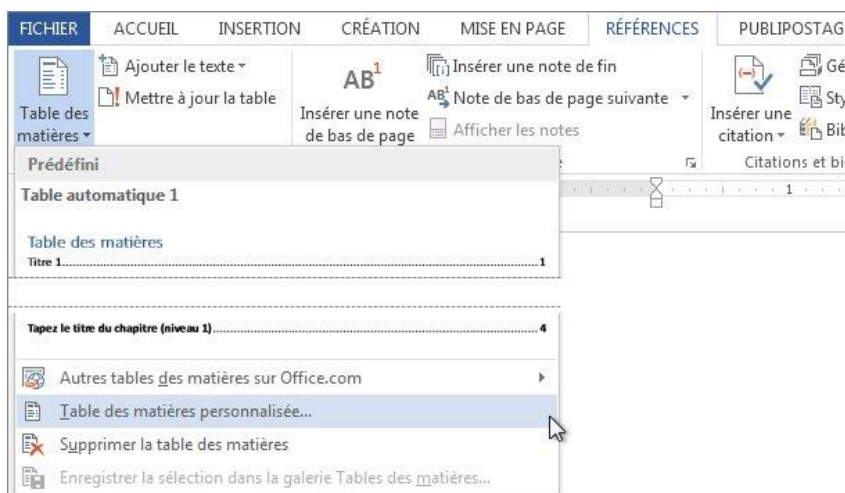 FICHIER ACCUEIL INSERTION CRÉATION MISE EN PAGE RÉFÉRENCES PUBLIPOSTAG
Table des
matières
Ajouter le texte
Mettre à jour la table
AB1
Insérer une note
de bas de page
Insérer une note de fin
Note de bas de page suivante
Afficher les notes
Insérer une
citation
Gé
Sty
Bib
Citations et bi
Prédéfini
Table automatique 1
1
Table des matières
Titre 1...1
Tapez le titre du chapitre (niveau 1)...4
Autres tables des matières sur Office.com
Table des matières personnalisée...
Supprimer la table des matières
Enregistrer la sélection dans la galerie Tables des matières...